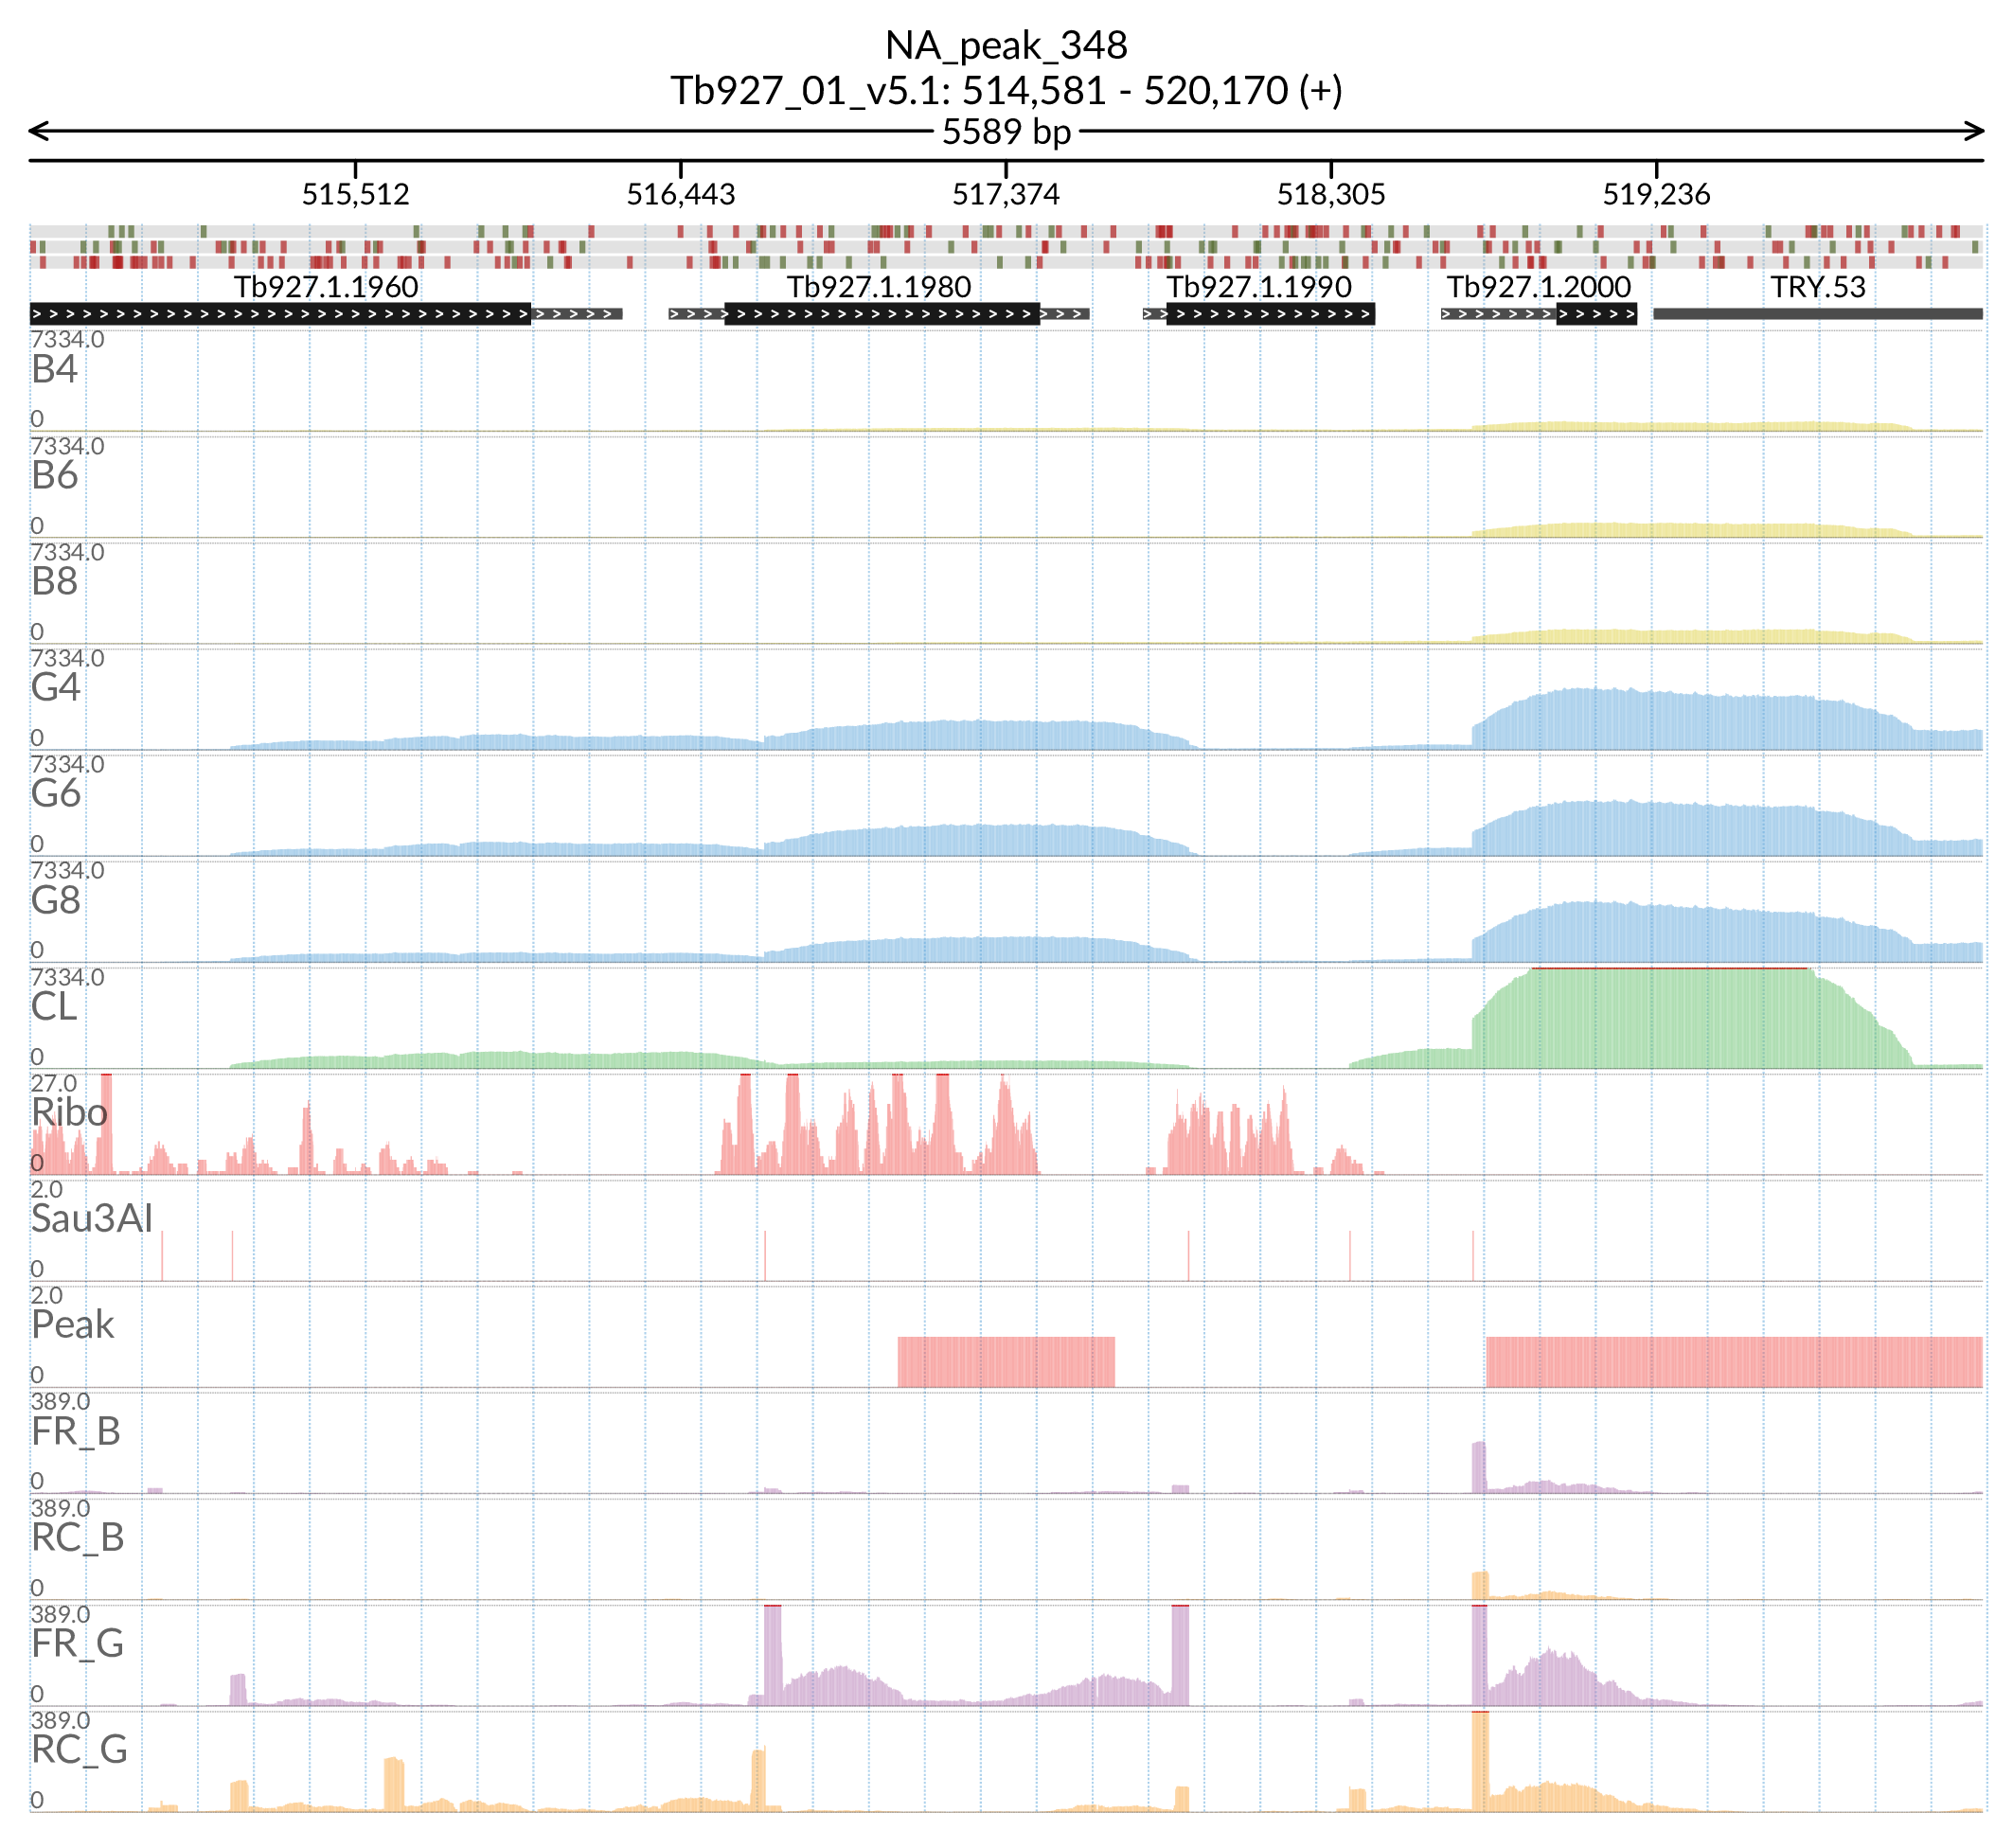 NA_peak_348
Tb927_01_v5.1: 514,581 - 520,170 (+)
5589 bp
515,512 516,443 517,374 518,305 519,236
Tb927.1.1960 Tb927.1.1980 Tb927.1.1990 Tb927.1.2000 TRY.53
7334.0
B4
0
7334.0
B6
0
7334.0
B8
0
7334.0
G4
0
7334.0
G6
0
7334.0
G8
0
7334.0
CL
0
27.0
Ribo
0
2.0
Sau3AI
0
2.0
Peak
0
389.0
FR_B
0
389.0
RC_B
0
389.0
FR_G
0
389.0
RC_G
0